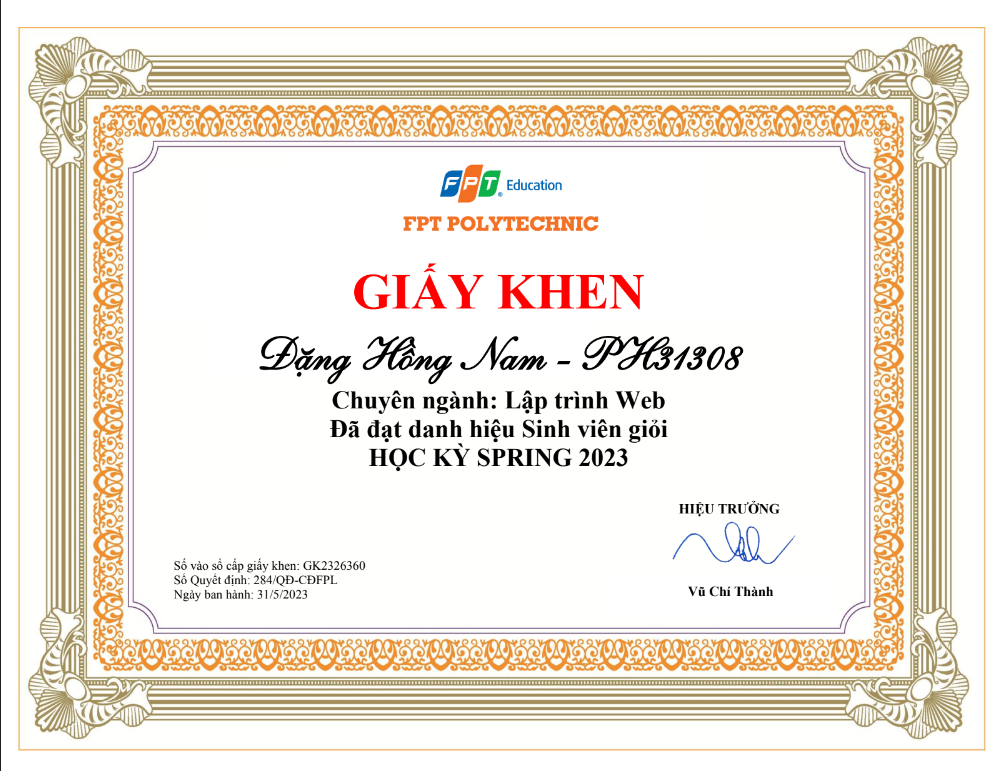 FPT Education
FPT POLYTECHNIC
GIẤY KHEN
Đặng Hồng Nam - PH31308
Chuyên ngành: Lập trình Web
Đã đạt danh hiệu Sinh viên giỏi
HỌC KỲ SPRING 2023
HIỆU TRƯỞNG
Số vào sổ cấp giấy khen: GK2326360
Số Quyết định: 284/QĐ-CĐFPL
Ngày ban hành: 31/5/2023
Vũ Chí Thành